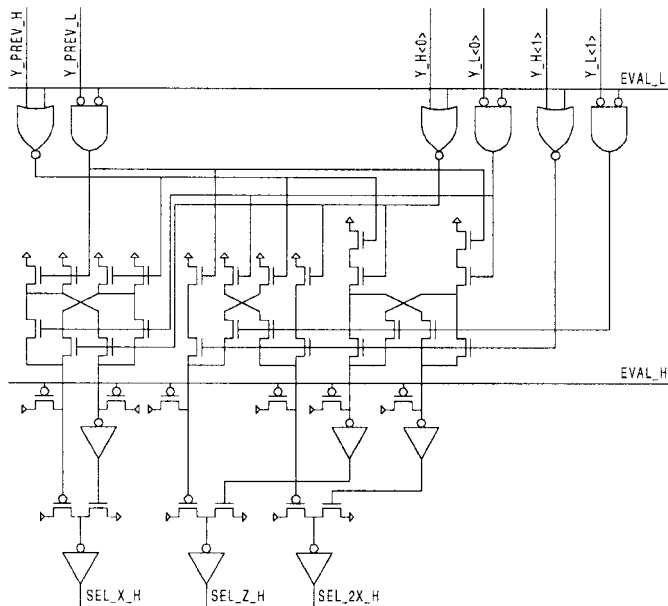 Y_PREV_H
Y_PREV_L
Y_H<0>
Y_L<0>
Y_H<1>
Y_L<1>
EVAL_L
EVAL_H
SEL_X_H
SEL_Z_H
SEL_2X_H